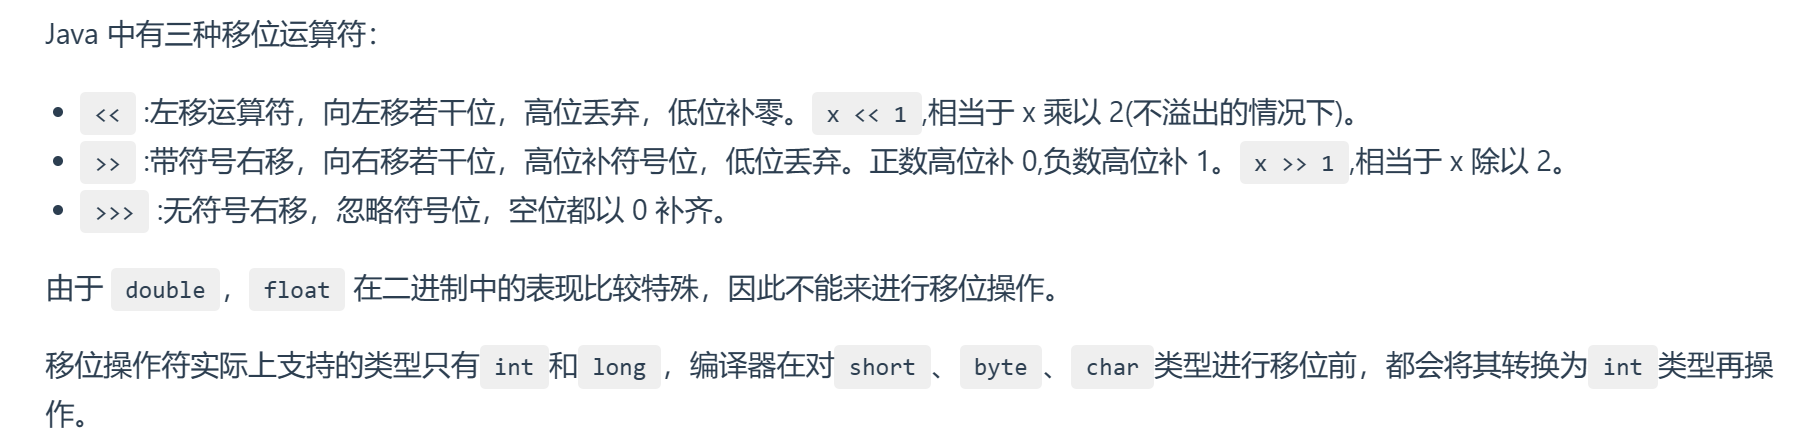 Java 中有三种移位运算符：
• << :左移运算符，向左移若干位，高位丢弃，低位补零。 x << 1 ,相当于 x 乘以 2(不溢出的情况下)。
• >> :带符号右移，向右移若干位，高位补符号位，低位丢弃。正数高位补 0,负数高位补 1。 x >> 1 ,相当于 x 除以 2。
• >>> :无符号右移，忽略符号位，空位都以 0 补齐。
由于 double ， float 在二进制中的表现比较特殊，因此不能来进行移位操作。
移位操作符实际上支持的类型只有 int 和 long ，编译器在对 short 、 byte 、 char 类型进行移位前，都会将其转换为 int 类型再操
作。